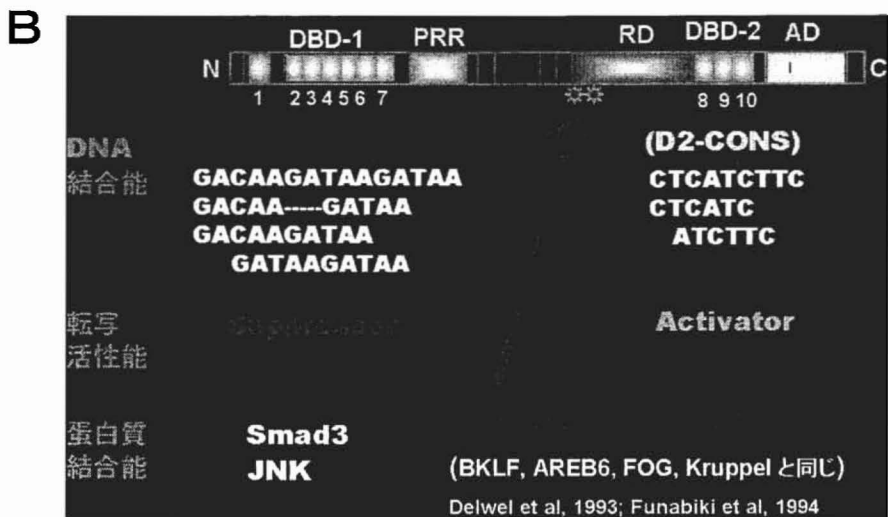 B
DBD-1 PRR RD DBD-2 AD
N C
1 2 3 4 5 6 7 8 9 10
DNA (D2-CONS)
結合能 GACAAGATAAGATAA CTCATCTTC
GACAA-----GATAA CTCATC
GACAAGATAA ATCTTC
GATAAGATAA
転写 Activator
活性能
蛋白質 Smad3
結合能 JNK (BKLF, AREB6, FOG, Kruppel と同じ)
Delwel et al, 1993; Funabiki et al, 1994